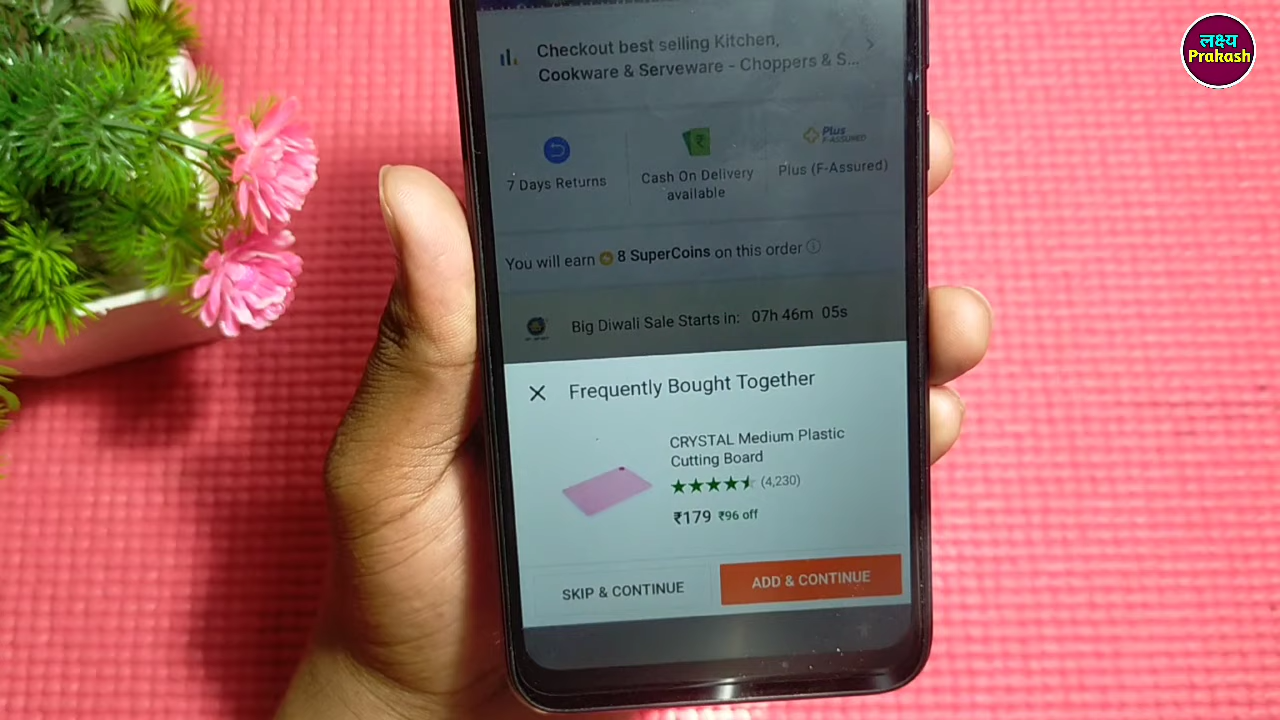 लक्ष्य
Prakash
Checkout best selling Kitchen,
Cookware & Serveware - Choppers & S...
7 Days Returns
Cash On Delivery
available
Plus
F-ASSURED
Plus (F-Assured)
You will earn 8 SuperCoins on this order
Big Diwali Sale Starts in: 07h 46m 05s
Frequently Bought Together
CRYSTAL Medium Plastic
Cutting Board
(4,230)
₹179 ₹96 off
SKIP & CONTINUE
ADD & CONTINUE